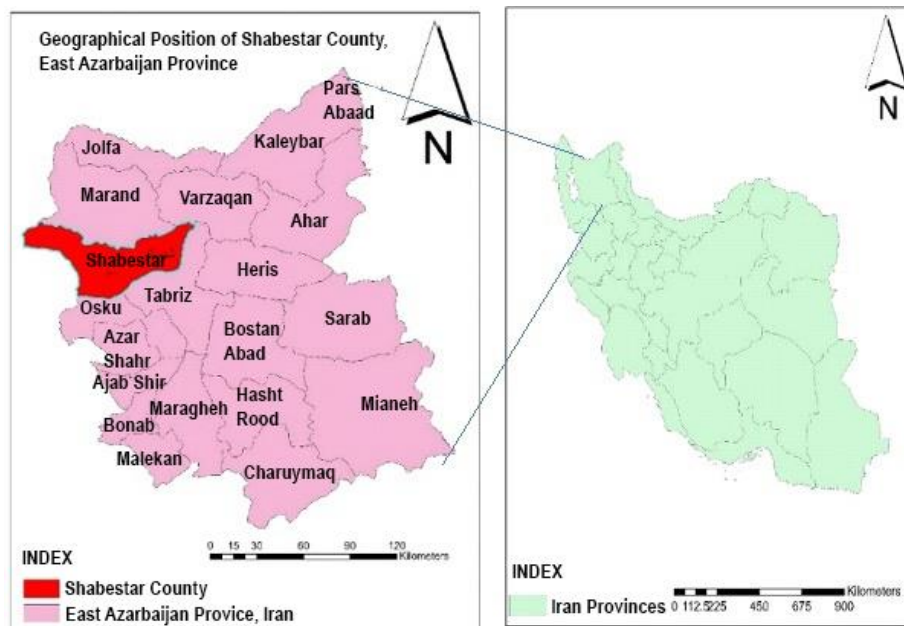 Geographical Position of Shabestar County,
East Azarbaijan Province
Pars
Abaad
Kaleybar
Jolfa
Marand
Varzaqan
Ahar
Shabestar
Heris
Tabriz
Osku
Sarab
Azar
Shahr
Bostan
Abad
Ajab Shir
Maragheh
Hasht
Rood
Mianeh
Bonab
Malekan
Charuymaq
N
0 15 30 60 90 120
Kilometers
INDEX
Shabestar County
East Azarbaijan Provice, Iran
N
INDEX
Iran Provinces
Kilometers
0 112.5225 450 675 900